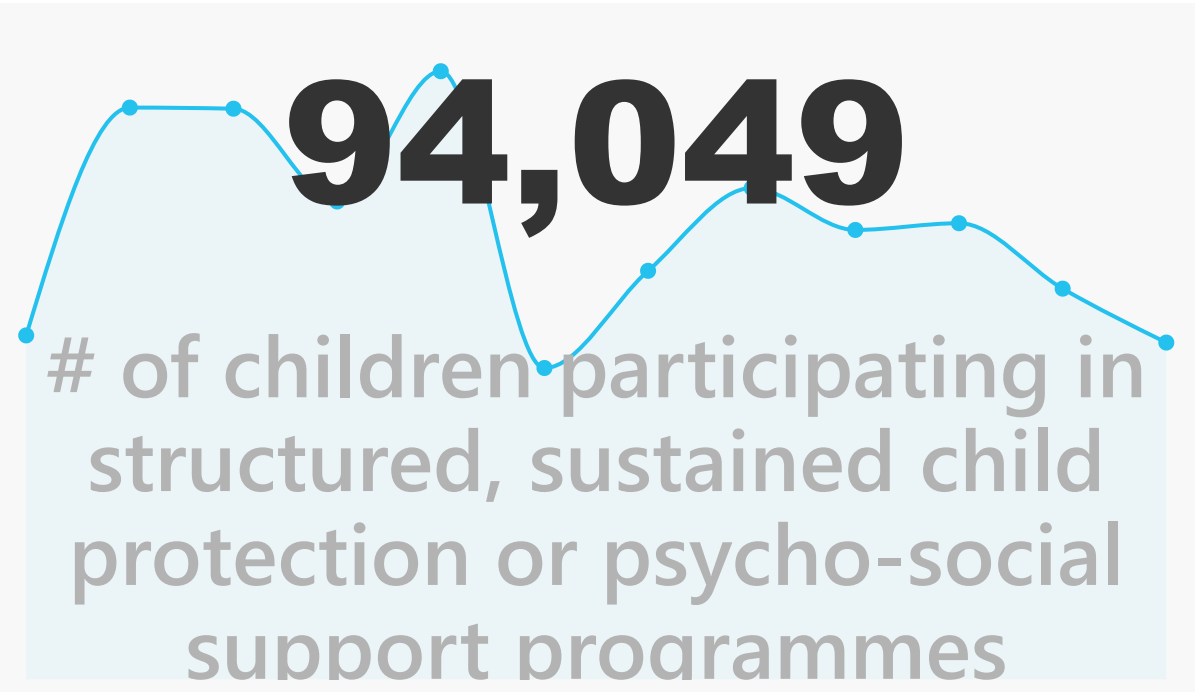 94,049
# of children participating in
structured, sustained child
protection or psycho-social
support programmes